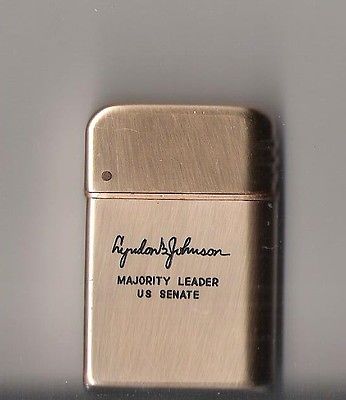 Lyndon B Johnson
MAJORITY LEADER
US SENATE